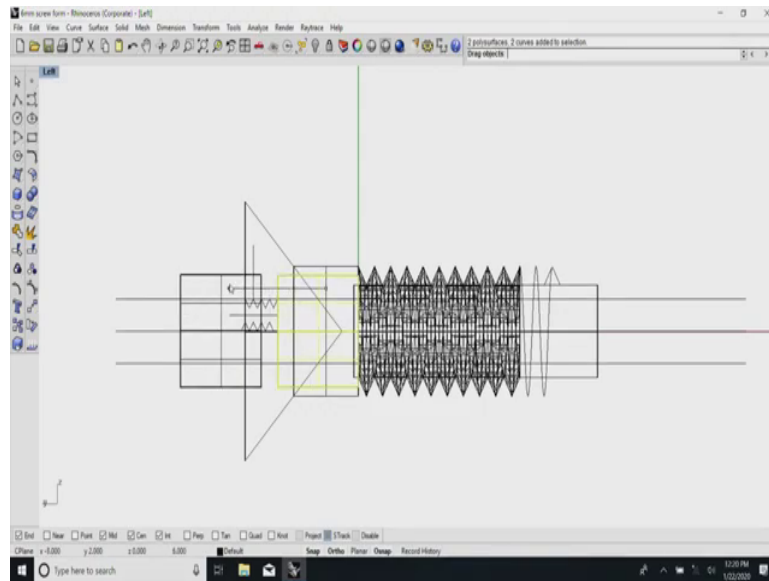 6mm screw form - Rhinoceros (Corporate) - [Left]
File Edit View Curve Surface Solid Mesh Dimension Transform Tools Analyze Render Raytrace Help
2 polysurfaces, 2 curves added to selection.
Drag objects
Left
z
y
End Near Point Mid Cen Int Perp Tan Quad Knot Project STrack Disable
CPlane x -8.000 y 2.000 z 0.000 6.000 Default Snap Ortho Planar Osnap Record History
Type here to search
12:20 PM
1/22/2020